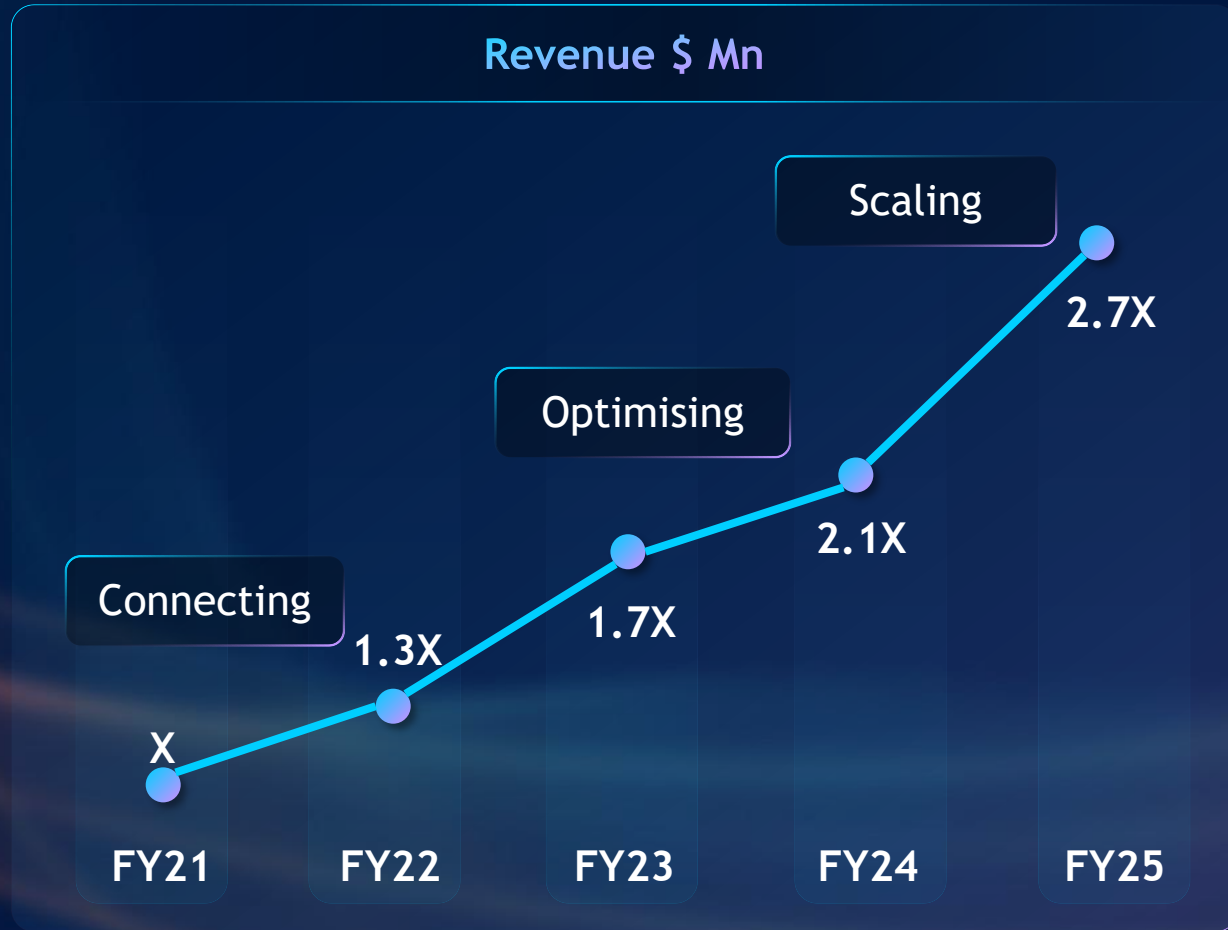 Revenue $ Mn
Scaling
2.7X
Optimising
2.1X
Connecting
1.3X
1.7X
X
FY21 FY22 FY23 FY24 FY25